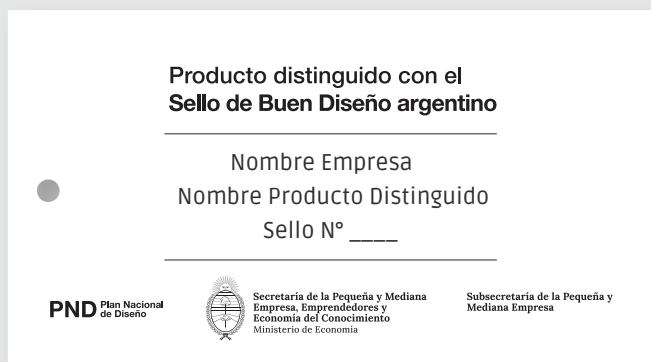 Producto distinguido con el
Sello de Buen Diseño argentino
Nombre Empresa
Nombre Producto Distinguido
Sello N° ____
PND Plan Nacional
de Diseño
Secretaría de la Pequeña y Mediana
Empresa, Emprendedores y
Economía del Conocimiento
Ministerio de Economía
Subsecretaría de la Pequeña y
Mediana Empresa